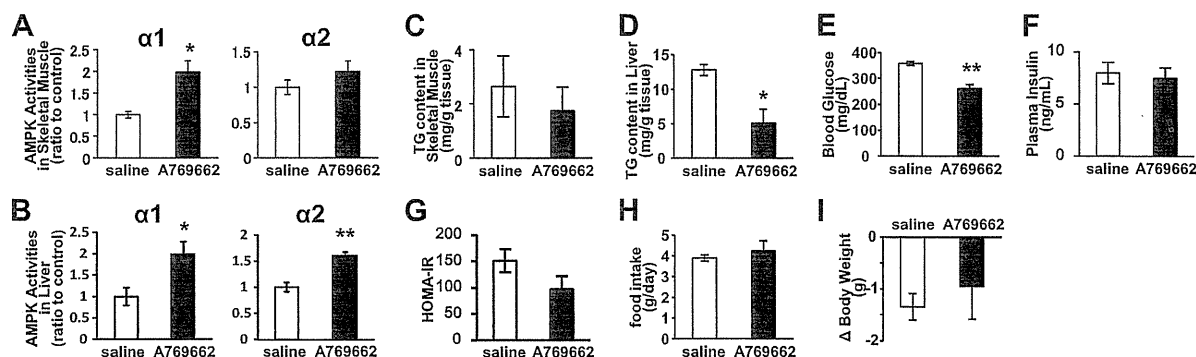 A
α1
α2
AMPK Activities
in Skeletal Muscle
(ratio to control)
2.5
2
1.5
1
0.5
0
*
saline A769662
1.5
1
0.5
0
saline A769662
C
TG content in
Skeletal Muscle
(mg/g tissue)
4
2
0
saline A769662
D
TG content in Liver
(mg/g tissue)
15
10
5
0
*
saline A769662
E
Blood Glucose
(mg/dL)
400
300
200
100
0
**
saline A769662
F
Plasma Insulin
(ng/mL)
10
5
0
saline A769662
B
α1
α2
AMPK Activities
in Liver
(ratio to control)
2.5
2
1.5
1
0.5
0
*
saline A769662
2
1.5
1
0.5
0
**
saline A769662
G
HOMA-IR
200
150
100
50
0
saline A769662
H
food intake
(g/day)
6
5
4
3
2
1
0
saline A769662
I
saline A769662
Δ Body Weight
(g)
0
-1
-2